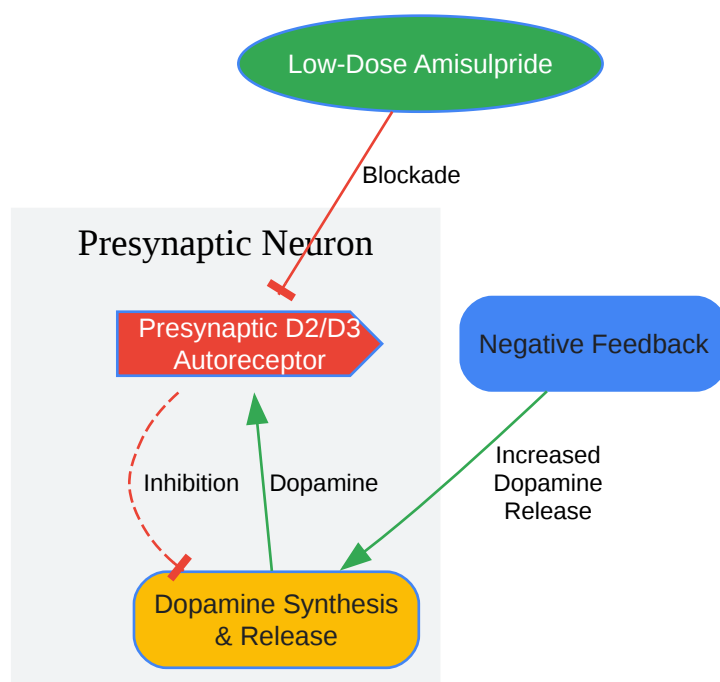 Low-Dose Amisulpride
Blockade
Presynaptic Neuron
Presynaptic D2/D3
Autoreceptor
Negative Feedback
Inhibition
Dopamine
Increased
Dopamine
Release
Dopamine Synthesis
& Release